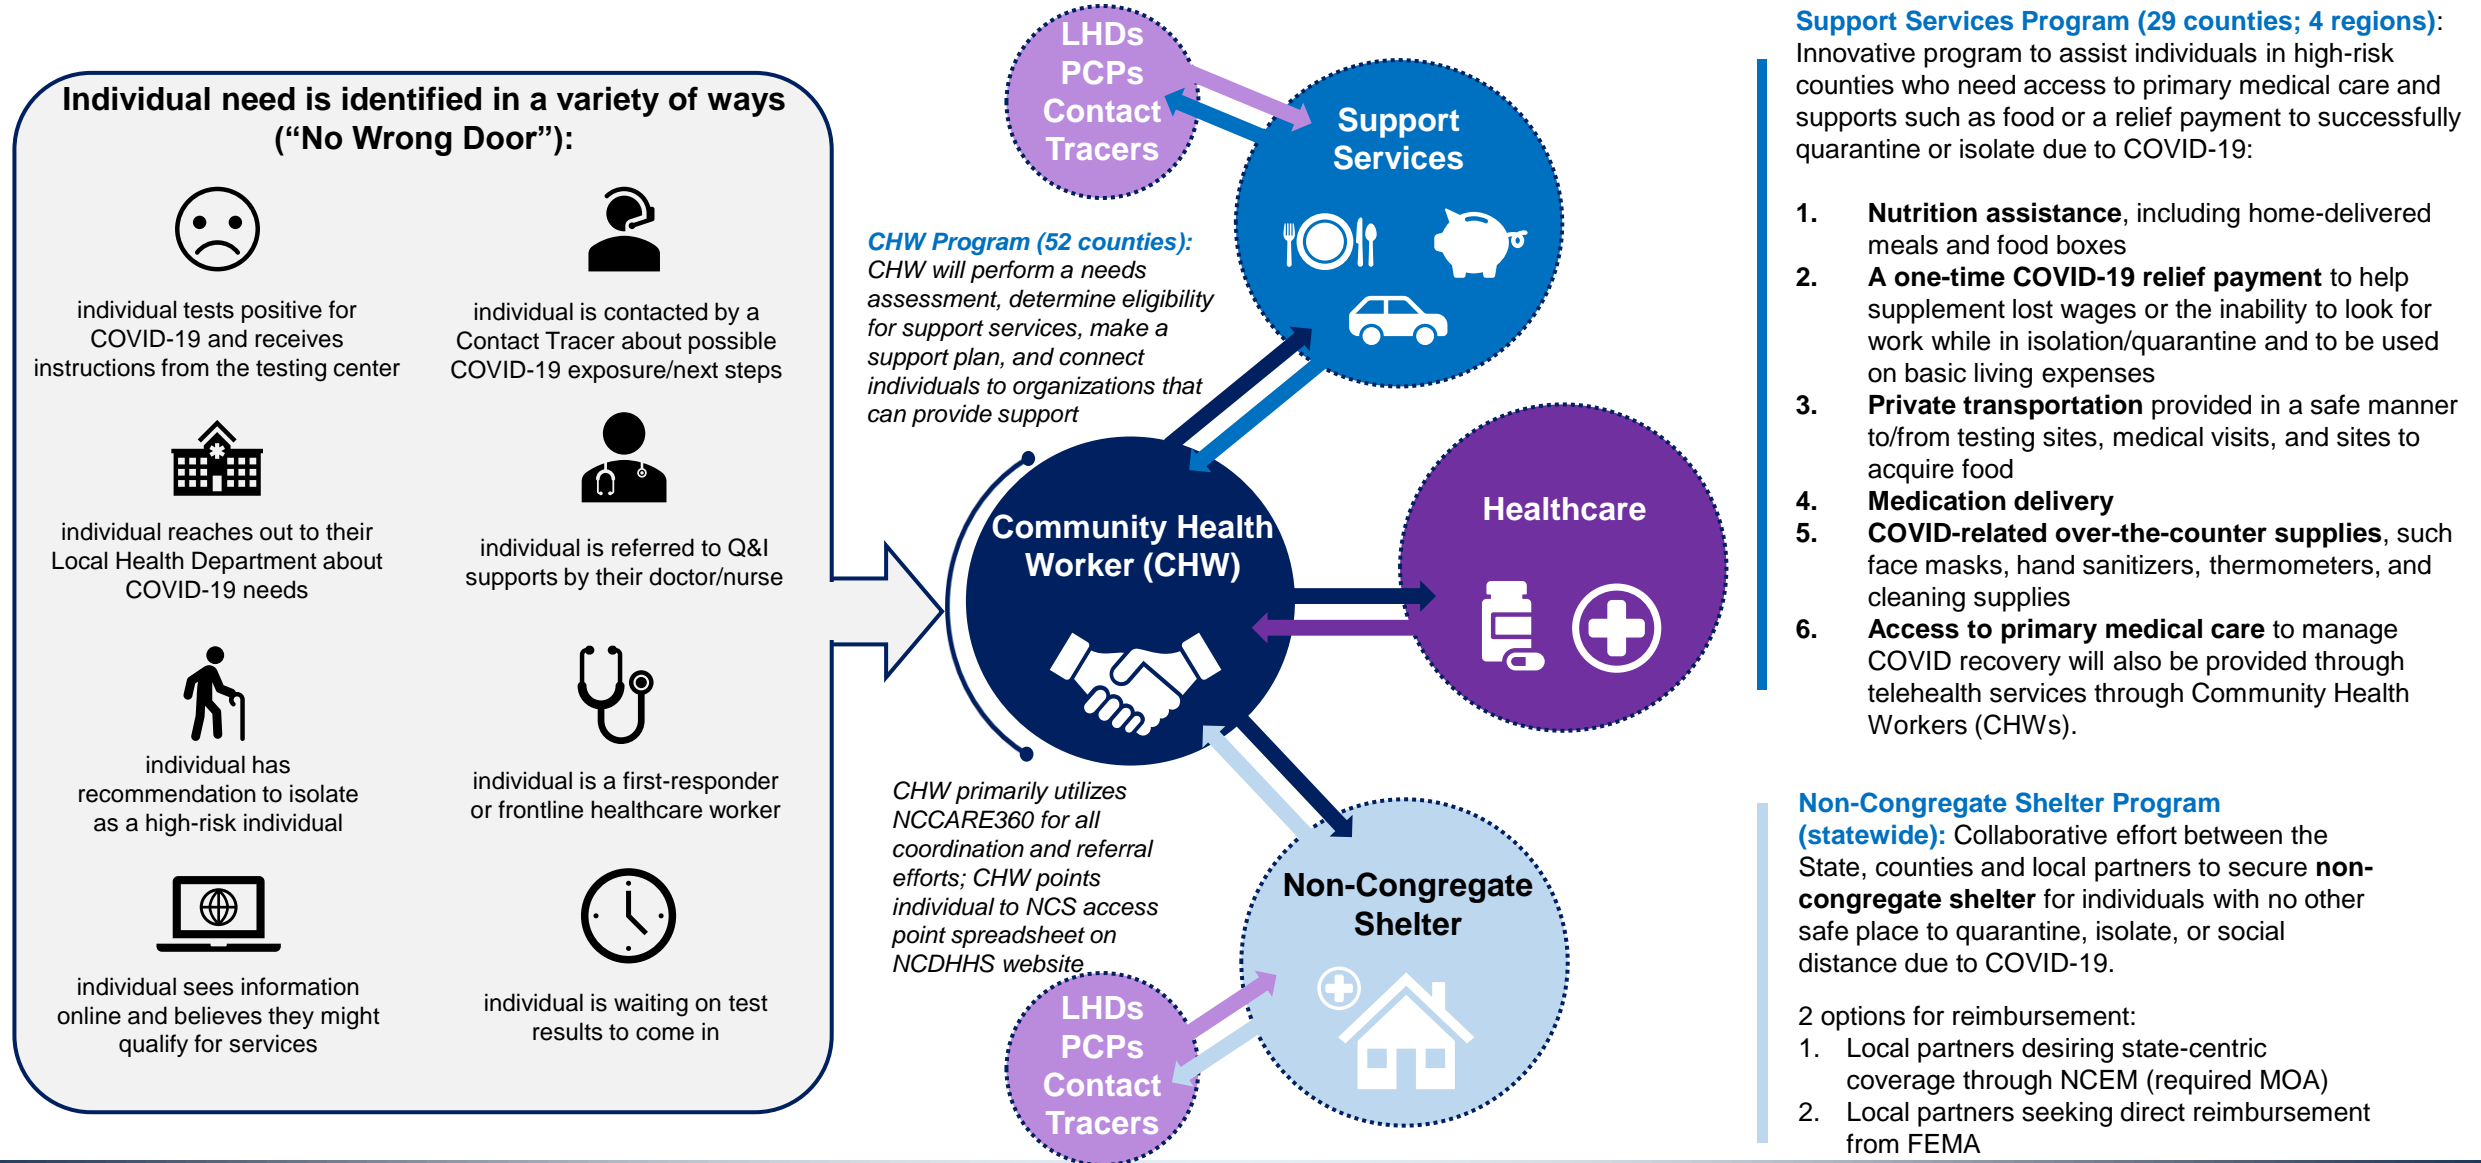 Individual need is identified in a variety of ways
(“No Wrong Door”):
individual tests positive for
COVID-19 and receives
instructions from the testing center
individual is contacted by a
Contact Tracer about possible
COVID-19 exposure/next steps
individual reaches out to their
Local Health Department about
COVID-19 needs
individual is referred to Q&I
supports by their doctor/nurse
individual has
recommendation to isolate
as a high-risk individual
individual is a first-responder
or frontline healthcare worker
individual sees information
online and believes they might
qualify for services
individual is waiting on test
results to come in
LHDs
PCPs
Contact
Tracers
Support
Services
CHW Program (52 counties):
CHW will perform a needs
assessment, determine eligibility
for support services, make a
support plan, and connect
individuals to organizations that
can provide support
Community Health
Worker (CHW)
Healthcare
CHW primarily utilizes
NCCARE360 for all
coordination and referral
efforts; CHW points
individual to NCS access
point spreadsheet on
NCDHHS website
Non-Congregate
Shelter
LHDs
PCPs
Contact
Tracers
Support Services Program (29 counties; 4 regions):
Innovative program to assist individuals in high-risk
counties who need access to primary medical care and
supports such as food or a relief payment to successfully
quarantine or isolate due to COVID-19:
1. Nutrition assistance, including home-delivered
meals and food boxes
2. A one-time COVID-19 relief payment to help
supplement lost wages or the inability to look for
work while in isolation/quarantine and to be used
on basic living expenses
3. Private transportation provided in a safe manner
to/from testing sites, medical visits, and sites to
acquire food
4. Medication delivery
5. COVID-related over-the-counter supplies, such
face masks, hand sanitizers, thermometers, and
cleaning supplies
6. Access to primary medical care to manage
COVID recovery will also be provided through
telehealth services through Community Health
Workers (CHWs).
Non-Congregate Shelter Program
(statewide): Collaborative effort between the
State, counties and local partners to secure non-
congregate shelter for individuals with no other
safe place to quarantine, isolate, or social
distance due to COVID-19.
2 options for reimbursement:
1. Local partners desiring state-centric
coverage through NCEM (required MOA)
2. Local partners seeking direct reimbursement
from FEMA